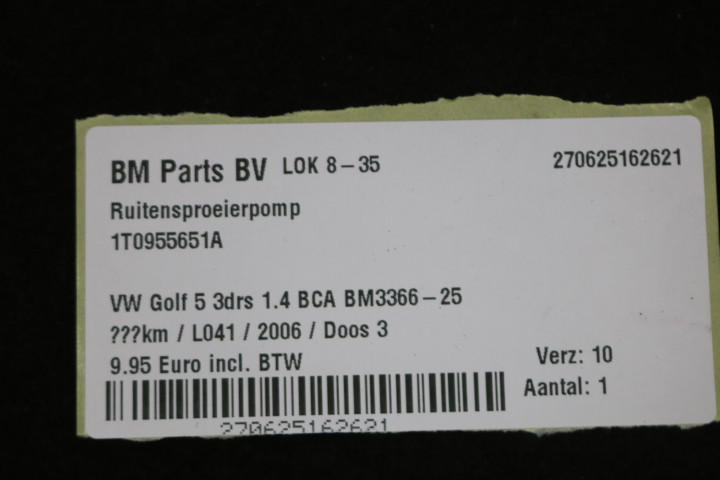 BM Parts BV LOK 8-35 270625162621
Ruitensproeierpomp
1T0955651A
VW Golf 5 3drs 1.4 BCA BM3366-25
???km / L041 / 2006 / Doos 3
9.95 Euro incl. BTW Verz: 10
Aantal: 1
270625162621